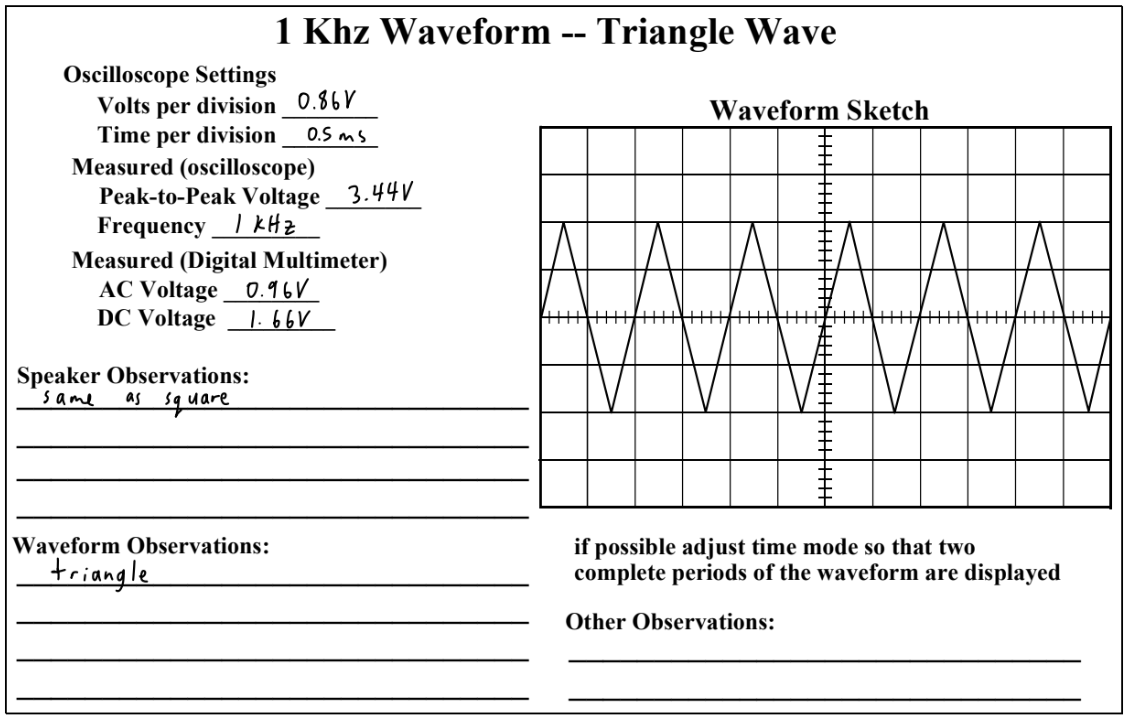 1 Khz Waveform -- Triangle Wave
Oscilloscope Settings
Volts per division 0.86V
Time per division 0.5 ms
Measured (oscilloscope)
Peak-to-Peak Voltage 3.44V
Frequency 1 KHz
Measured (Digital Multimeter)
AC Voltage 0.96V
DC Voltage 1.66V
Speaker Observations:
same as square
Waveform Observations:
triangle
Waveform Sketch
if possible adjust time mode so that two
complete periods of the waveform are displayed
Other Observations: